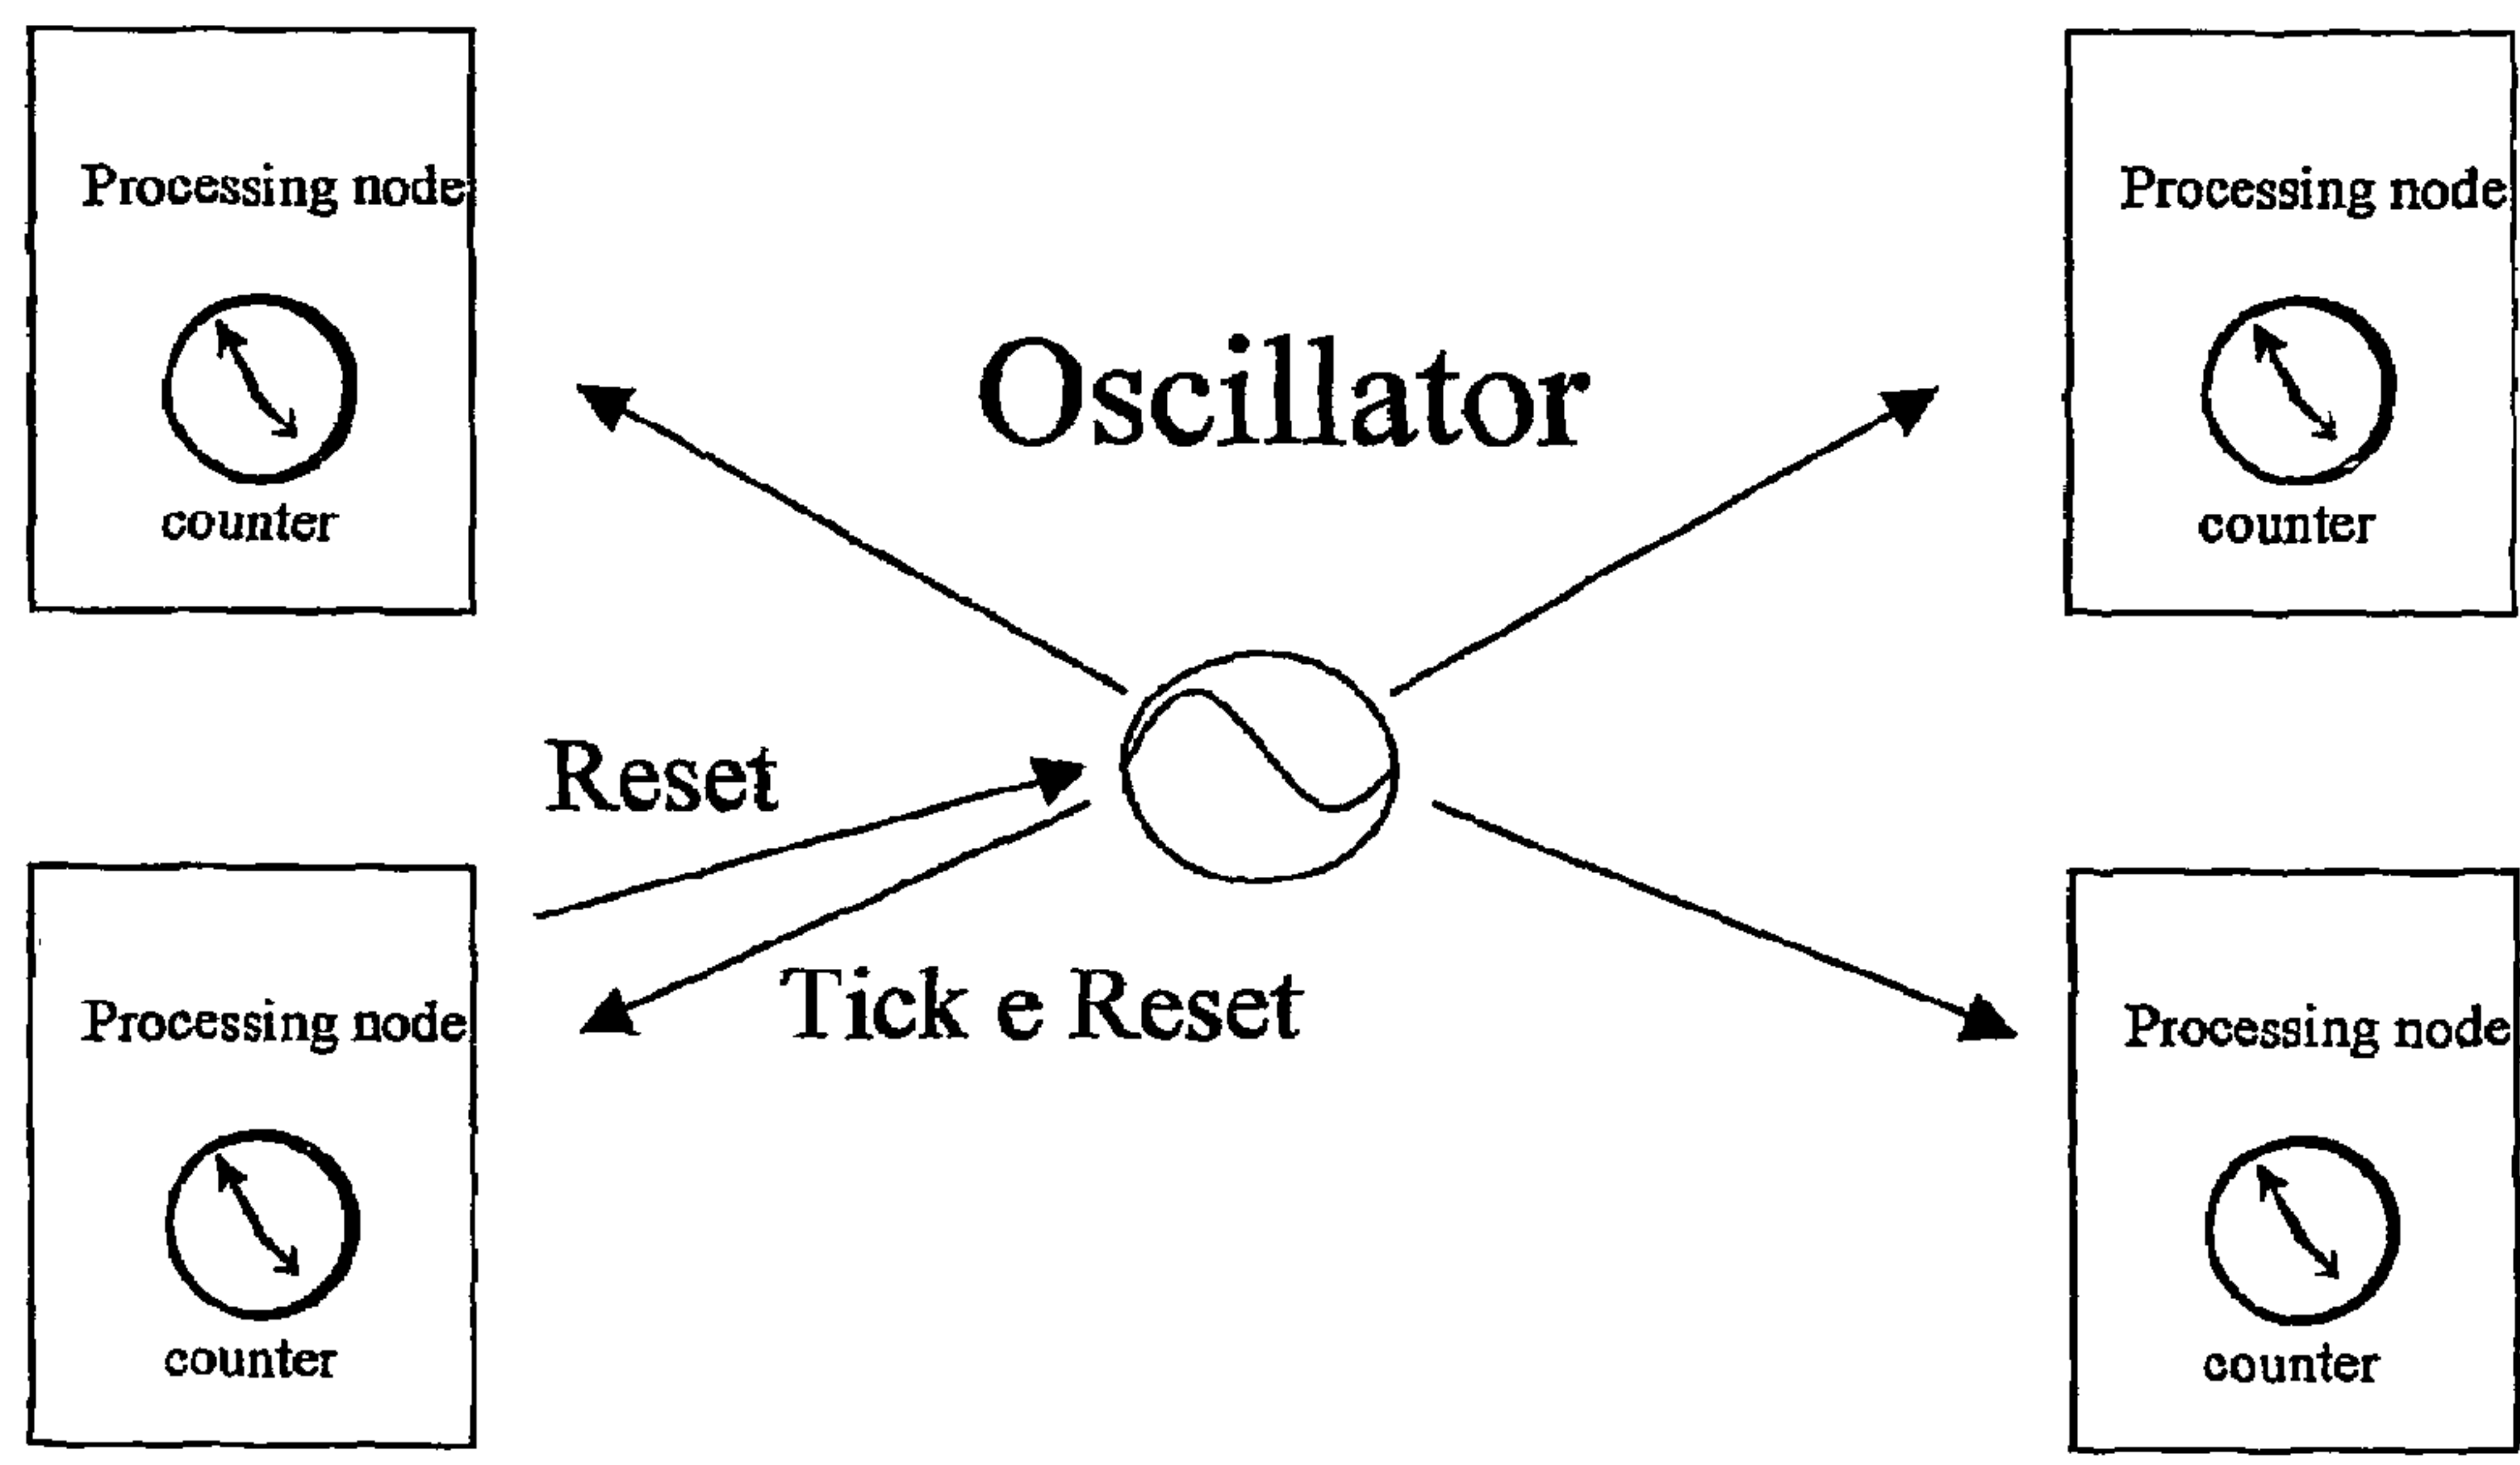 Processing node
counter
Processing node
counter
Oscillator
Reset
Tick e Reset
Processing node
counter
Processing node
counter